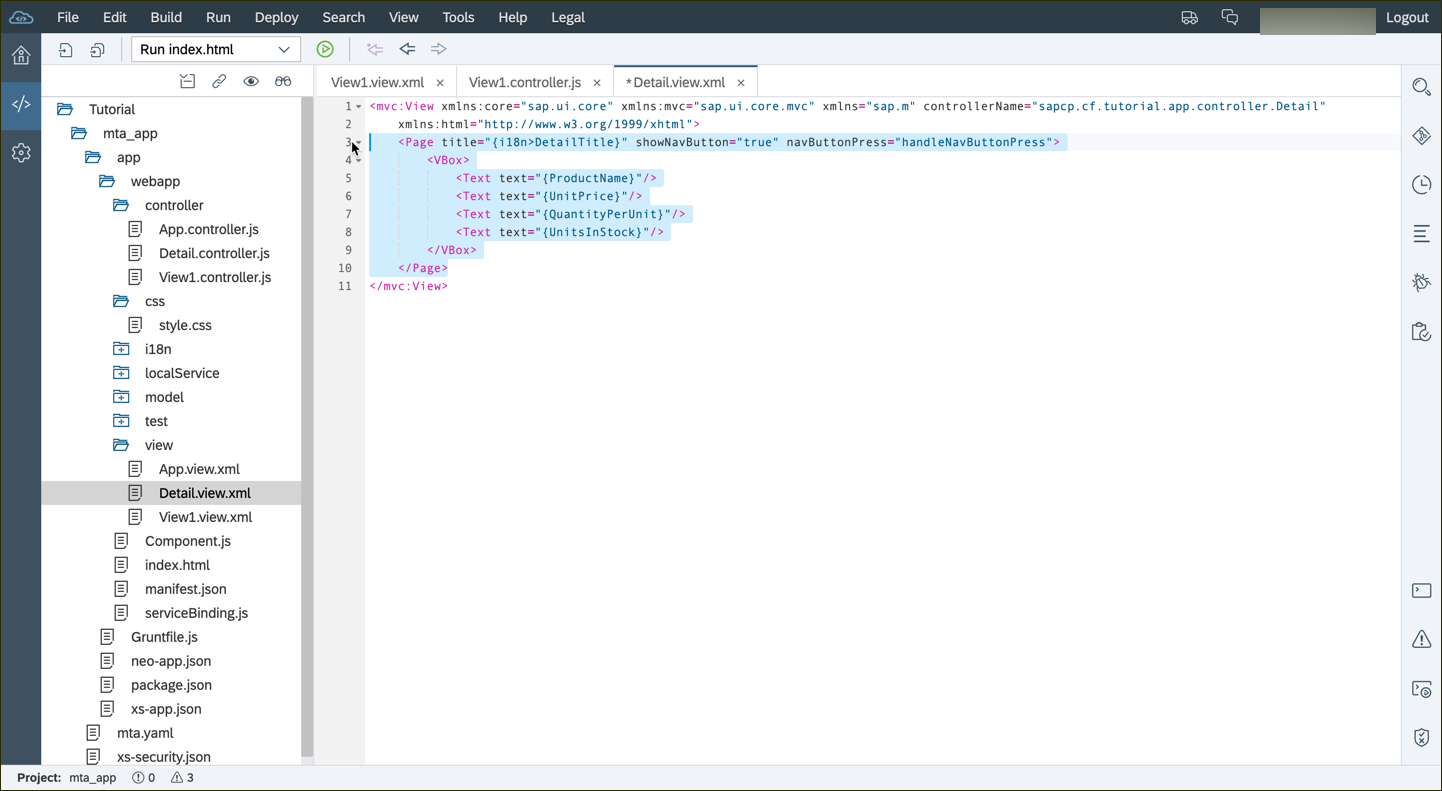 File Edit Build Run Deploy Search View Tools Help Legal Logout
Run index.html
View1.view.xml × View1.controller.js × *Detail.view.xml ×
Tutorial
mta_app
app
webapp
controller
App.controller.js
Detail.controller.js
View1.controller.js
css
style.css
i18n
localService
model
test
view
App.view.xml
Detail.view.xml
View1.view.xml
Component.js
index.html
manifest.json
serviceBinding.js
Gruntfile.js
neo-app.json
package.json
xs-app.json
mta.yaml
xs-security.json
1 <mvc:View xmlns:core="sap.ui.core" xmlns:mvc="sap.ui.core.mvc" xmlns="sap.m" controllerName="sapcp.cf.tutorial.app.controller.Detail"
2 xmlns:html="http://www.w3.org/1999/xhtml">
3 <Page title="{i18n>DetailTitle}" showNavButton="true" navButtonPress="handleNavButtonPress">
4 <VBox>
5 <Text text="{ProductName}"/>
6 <Text text="{UnitPrice}"/>
7 <Text text="{QuantityPerUnit}"/>
8 <Text text="{UnitsInStock}"/>
9 </VBox>
10 </Page>
11 </mvc:View>
Project: mta_app 0 3